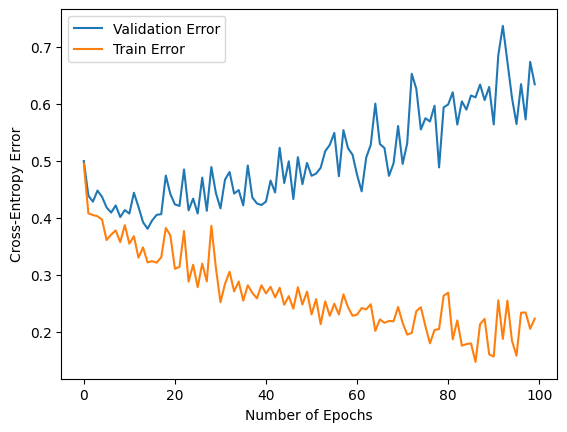 Validation Error
Train Error
Cross-Entropy Error
0.7
0.6
0.5
0.4
0.3
0.2
0 20 40 60 80 100
Number of Epochs